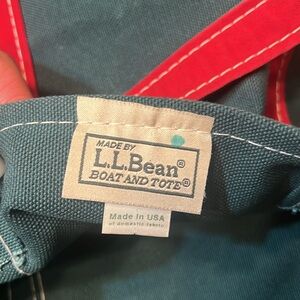 MADE BY
L.L.Bean®
BOAT AND TOTE®
Made in USA
of domestic fabric